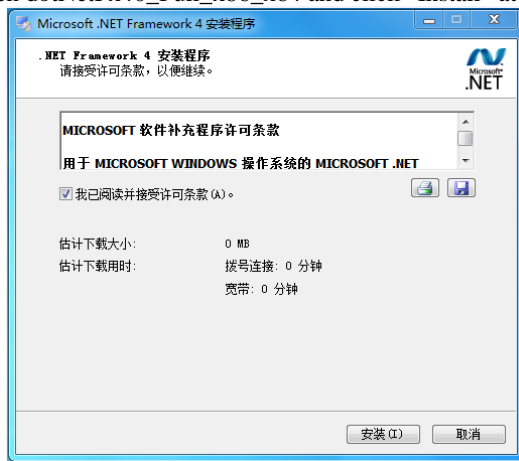 Microsoft .NET Framework 4 安装程序
.NET Framework 4 安装程序
请接受许可条款，以便继续。
Microsoft
.NET
MICROSOFT 软件补充程序许可条款
用于 MICROSOFT WINDOWS 操作系统的 MICROSOFT .NET
我已阅读并接受许可条款(A)。
估计下载大小: 0 MB
估计下载用时: 拨号连接: 0 分钟
宽带: 0 分钟
安装(I) 取消